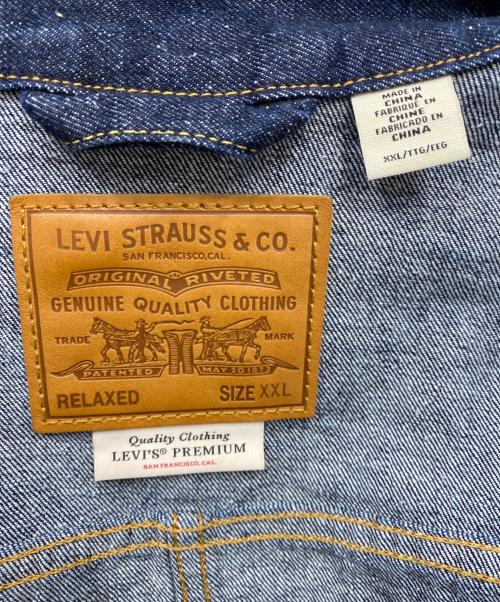 MADE IN
CHINA
FABRIQUÉ EN
CHINE
FABRICADO EN
CHINA
XXL/TTG/EEG
LEVI STRAUSS & CO.
SAN FRANCISCO, CAL.
ORIGINAL RIVETED
GENUINE QUALITY CLOTHING
TRADE MARK
PATENTED MAY 20 1873
RELAXED SIZE XXL
Quality Clothing
LEVI'S® PREMIUM
SAN FRANCISCO, CAL.